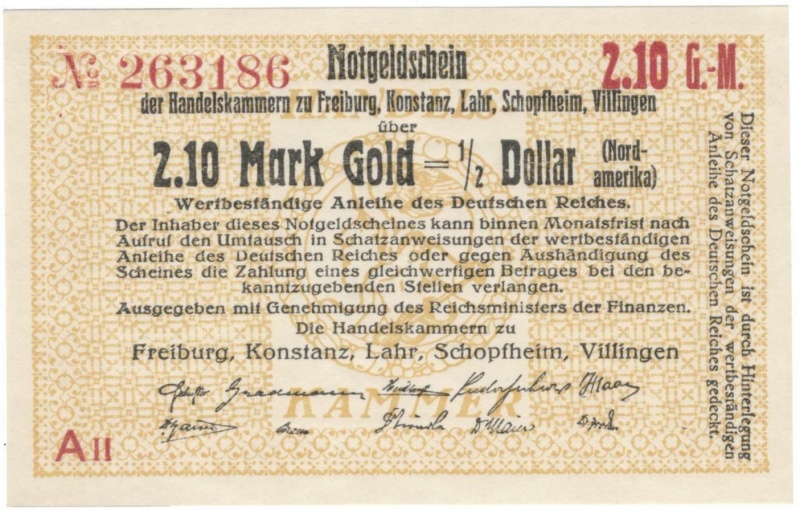 № 263186
Notgeldschein
2.10 G.-M.
der Handelskammern zu Freiburg, Konstanz, Lahr, Schopfheim, Villingen
über
2.10 Mark Gold = 1/2 Dollar (Nord-
amerika)
Wertbeständige Anleihe des Deutschen Reiches.
Der Inhaber dieses Notgeldscheines kann binnen Monatsfrist nach
Aufruf den Umtausch in Schatzanweisungen der wertbeständigen
Anleihe des Deutschen Reiches oder gegen Aushändigung des
Scheines die Zahlung eines gleichwertigen Betrages bei den be-
kanntzugebenden Stellen verlangen.
Ausgegeben mit Genehmigung des Reichsministers der Finanzen.
Die Handelskammern zu
Freiburg, Konstanz, Lahr, Schopfheim, Villingen
A II
Dieser Notgeldschein ist durch Hinterlegung
von Schatzanweisungen der wertbeständigen
Anleihe des Deutschen Reiches gedeckt.
HANDELS
KAMMER